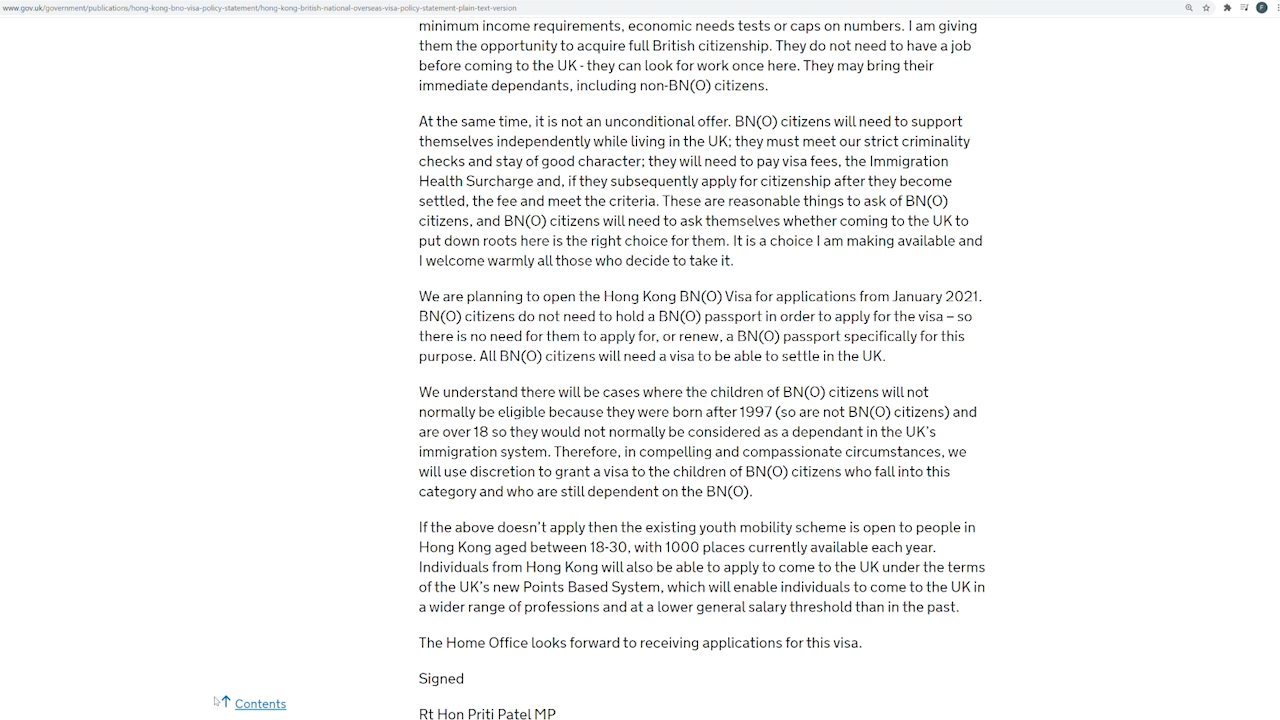 www.gov.uk/government/publications/hong-kong-bno-visa-policy-statement/hong-kong-british-national-overseas-visa-policy-statement-plain-text-version
F
minimum income requirements, economic needs tests or caps on numbers. I am giving
them the opportunity to acquire full British citizenship. They do not need to have a job
before coming to the UK - they can look for work once here. They may bring their
immediate dependants, including non-BN(O) citizens.
At the same time, it is not an unconditional offer. BN(O) citizens will need to support
themselves independently while living in the UK; they must meet our strict criminality
checks and stay of good character; they will need to pay visa fees, the Immigration
Health Surcharge and, if they subsequently apply for citizenship after they become
settled, the fee and meet the criteria. These are reasonable things to ask of BN(O)
citizens, and BN(O) citizens will need to ask themselves whether coming to the UK to
put down roots here is the right choice for them. It is a choice I am making available and
I welcome warmly all those who decide to take it.
We are planning to open the Hong Kong BN(O) Visa for applications from January 2021.
BN(O) citizens do not need to hold a BN(O) passport in order to apply for the visa – so
there is no need for them to apply for, or renew, a BN(O) passport specifically for this
purpose. All BN(O) citizens will need a visa to be able to settle in the UK.
We understand there will be cases where the children of BN(O) citizens will not
normally be eligible because they were born after 1997 (so are not BN(O) citizens) and
are over 18 so they would not normally be considered as a dependant in the UK's
immigration system. Therefore, in compelling and compassionate circumstances, we
will use discretion to grant a visa to the children of BN(O) citizens who fall into this
category and who are still dependent on the BN(O).
If the above doesn't apply then the existing youth mobility scheme is open to people in
Hong Kong aged between 18-30, with 1000 places currently available each year.
Individuals from Hong Kong will also be able to apply to come to the UK under the terms
of the UK's new Points Based System, which will enable individuals to come to the UK in
a wider range of professions and at a lower general salary threshold than in the past.
The Home Office looks forward to receiving applications for this visa.
Signed
Contents
Rt Hon Priti Patel MP